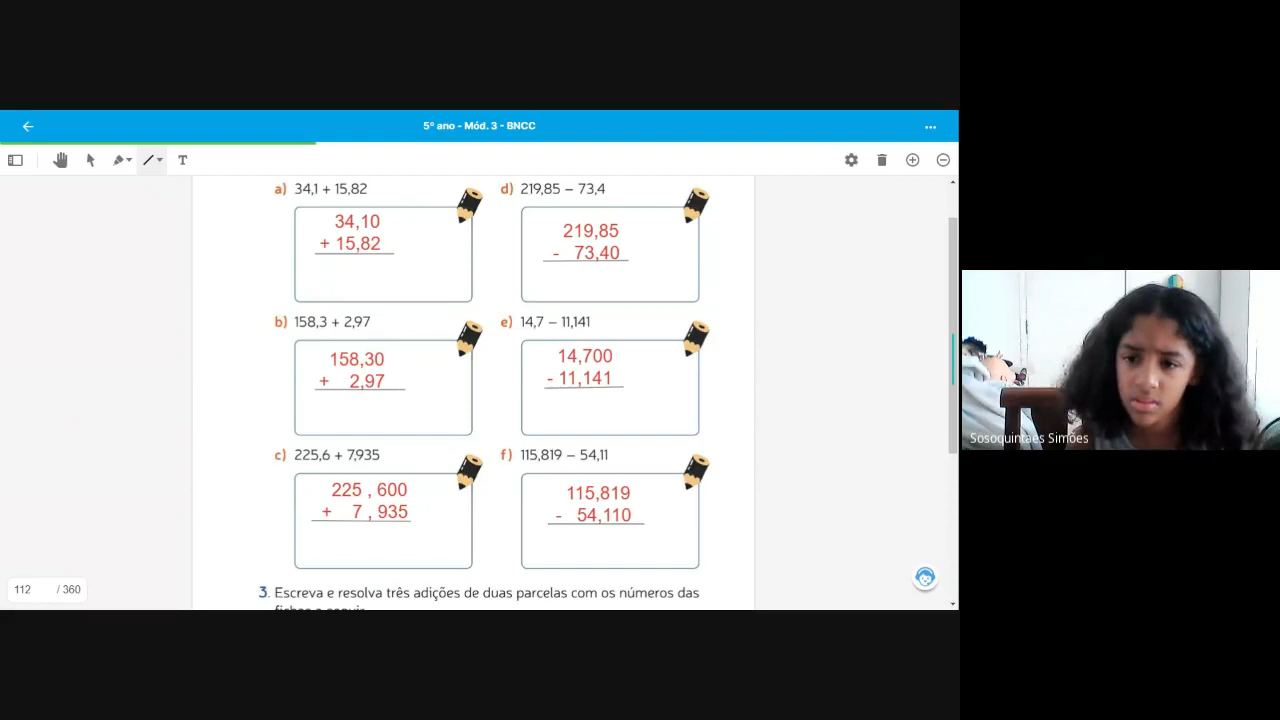 5º ano - Mód. 3 - BNCC
T
a) 34,1 + 15,82
34,10
+ 15,82
d) 219,85 – 73,4
219,85
- 73,40
b) 158,3 + 2,97
158,30
+ 2,97
e) 14,7 – 11,141
14,700
- 11,141
c) 225,6 + 7,935
225 , 600
+ 7 , 935
f) 115,819 – 54,11
115,819
- 54,110
3. Escreva e resolva três adições de duas parcelas com os números das
fichas a seguir.
112 / 360
Sosoquintaes Simões